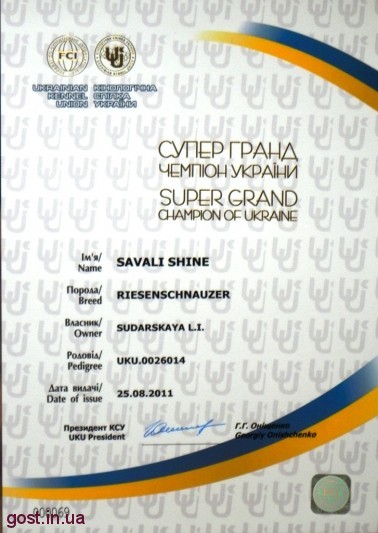 FCI
UKRAINIAN КІНОЛОГІЧНА
KENNEL СПІЛКА
UNION УКРАЇНИ
СУПЕР ГРАНД
ЧЕМПІОН УКРАЇНИ
SUPER GRAND
CHAMPION OF UKRAINE
Ім'я/
Name SAVALI SHINE
Порода/
Breed RIESENSCHNAUZER
Власник/
Owner SUDARSKAYA L.I.
Родовід/
Pedigree UKU.0026014
Дата видачі/
Date of issue 25.08.2011
Президент КСУ Г.Г. Оніщенко
UKU President Georgiy Onishchenko
000069
gost.in.ua